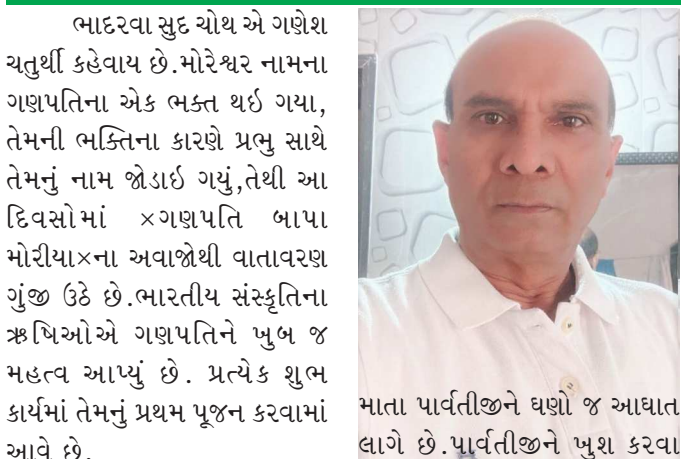 ભાદરવા સુદ ચોથ એ ગણેશ
ચતુર્થી કહેવાય છે.મોરેશ્વર નામના
ગણપતિના એક ભક્ત થઇ ગયા,
તેમની ભક્તિના કારણે પ્રભુ સાથે
તેમનું નામ જોડાઇ ગયું,તેથી આ
દિવસોમાં ×ગણપતિ બાપા
મોરીયા×ના અવાજોથી વાતાવરણ
ગુંજી ઉઠે છે.ભારતીય સંસ્કૃતિના
ઋષિઓએ ગણપતિને ખુબ જ
મહત્વ આપ્યું છે. પ્રત્યેક શુભ
કાર્યમાં તેમનું પ્રથમ પૂજન કરવામાં
આવે છે.
માતા પાર્વતીજીને ઘણો જ આઘાત
લાગે છે.પાર્વતીજીને ખુશ કરવા